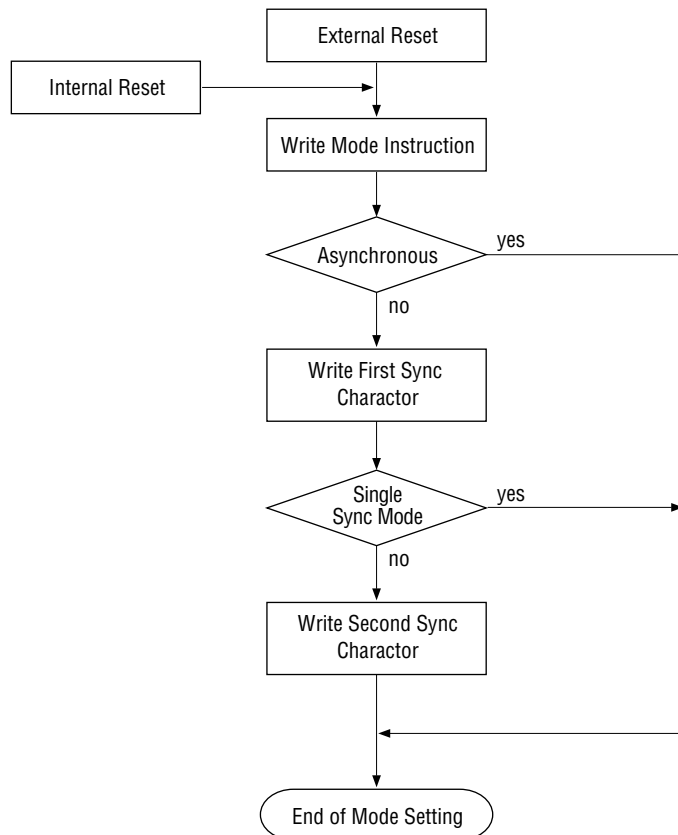 External Reset
Internal Reset
Write Mode Instruction
Asynchronous
yes
no
Write First Sync
Charactor
Single
Sync Mode
yes
no
Write Second Sync
Charactor
End of Mode Setting